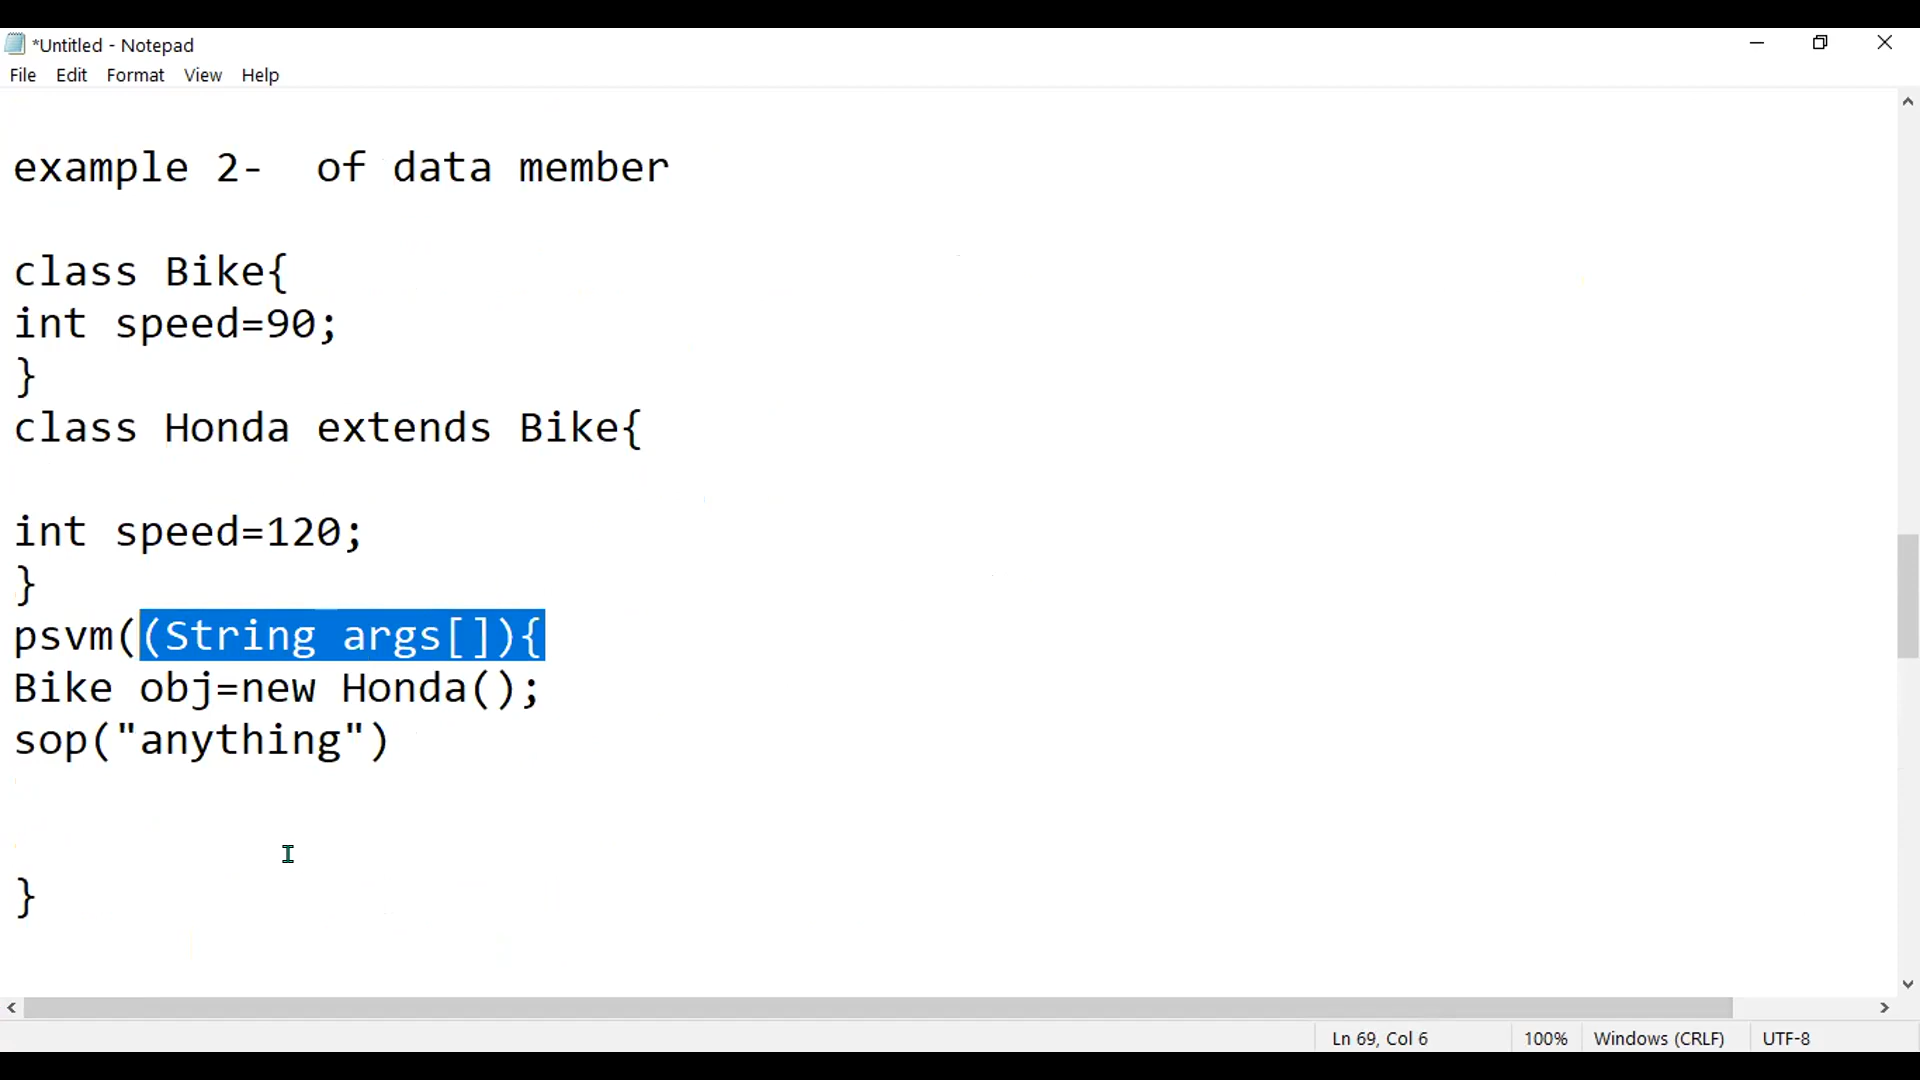 *Untitled - Notepad
File Edit Format View Help
example 2-  of data member
class Bike{
int speed=90;
}
class Honda extends Bike{
int speed=120;
}
psvm((String args[]){
Bike obj=new Honda();
sop("anything")
}
Ln 69, Col 6 100% Windows (CRLF) UTF-8